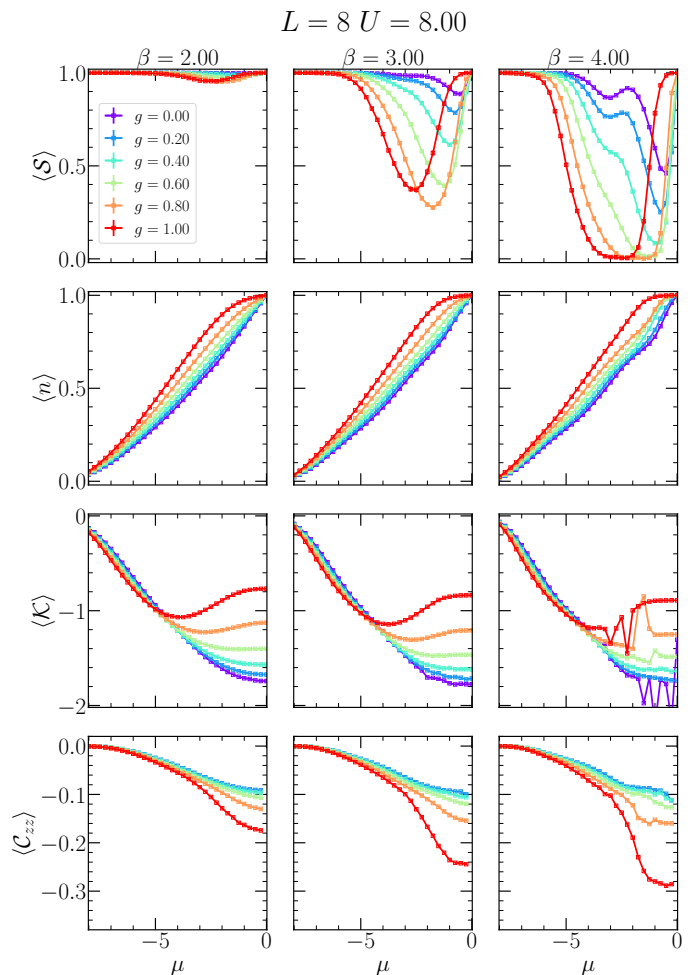 L = 8 U = 8.00
β = 2.00 β = 3.00 β = 4.00
⟨S⟩
1.0
0.5
0.0
g = 0.00
g = 0.20
g = 0.40
g = 0.60
g = 0.80
g = 1.00
⟨n⟩
1.0
0.5
0.0
⟨K⟩
0
−1
−2
⟨C_zz⟩
0.0
−0.1
−0.2
−0.3
−5 0 −5 0 −5 0
μ μ μ